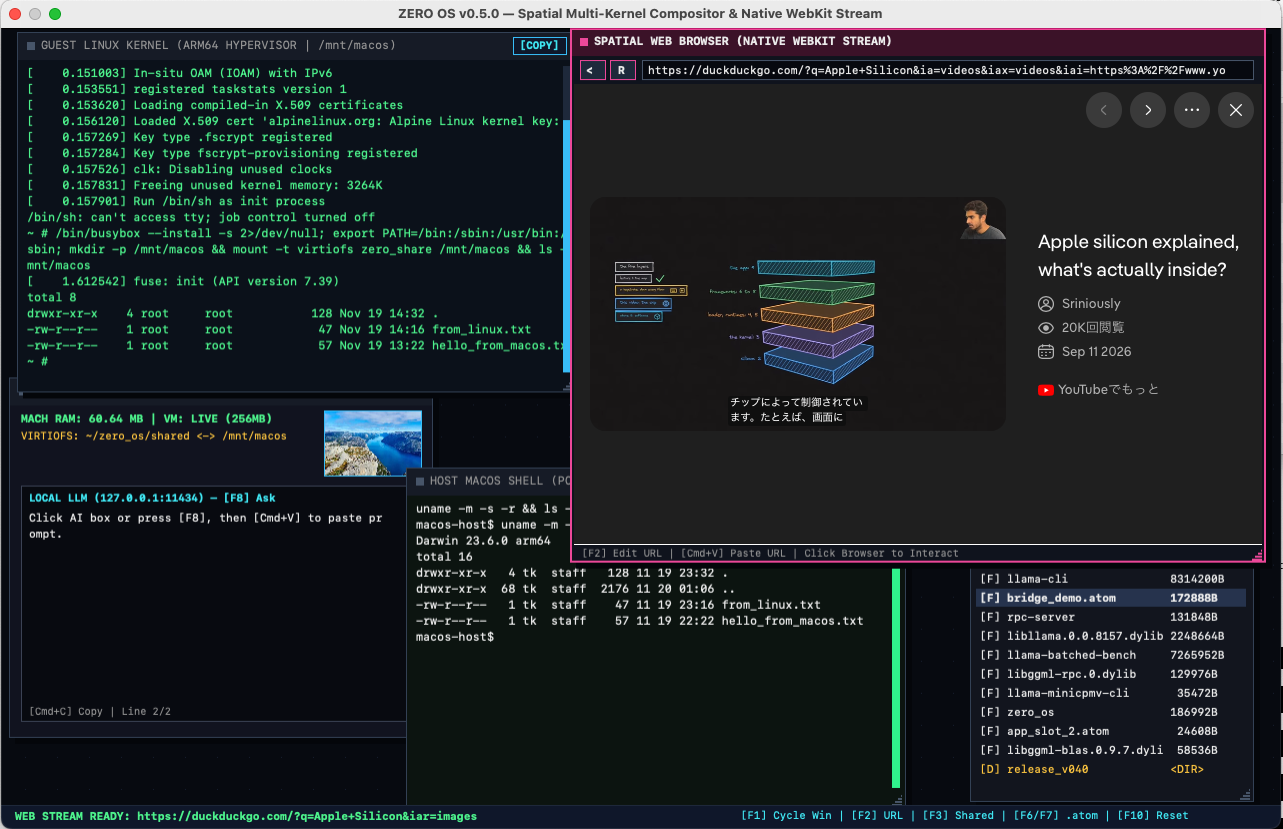 ZERO OS v0.5.0 — Spatial Multi-Kernel Compositor & Native WebKit Stream
GUEST LINUX KERNEL (ARM64 HYPERVISOR | /mnt/macos)
[COPY]
[    0.151003] In-situ OAM (IOAM) with IPv6
[    0.153551] registered taskstats version 1
[    0.153620] Loading compiled-in X.509 certificates
[    0.156120] Loaded X.509 cert 'alpinelinux.org: Alpine Linux kernel key:
[    0.157269] Key type .fscrypt registered
[    0.157284] Key type fscrypt-provisioning registered
[    0.157526] clk: Disabling unused clocks
[    0.157831] Freeing unused kernel memory: 3264K
[    0.157901] Run /bin/sh as init process
/bin/sh: can't access tty; job control turned off
~ # /bin/busybox --install -s 2>/dev/null; export PATH=/bin:/sbin:/usr/bin:/
sbin; mkdir -p /mnt/macos && mount -t virtiofs zero_share /mnt/macos && ls -
mnt/macos
[    1.612542] fuse: init (API version 7.39)
total 8
drwxr-xr-x    4 root     root           128 Nov 19 14:32 .
-rw-r--r--    1 root     root            47 Nov 19 14:16 from_linux.txt
-rw-r--r--    1 root     root            57 Nov 19 13:22 hello_from_macos.tx
~ #
SPATIAL WEB BROWSER (NATIVE WEBKIT STREAM)
<
R
https://duckduckgo.com/?q=Apple+Silicon&ia=videos&iax=videos&iai=https%3A%2F%2Fwww.yo
チップによって制御されてい
ます。たとえば、画面に
Apple silicon explained,
what's actually inside?
Sriniously
20K回閲覧
Sep 11 2026
YouTubeでもっと
[F2] Edit URL | [Cmd+V] Paste URL | Click Browser to Interact
MACH RAM: 60.64 MB | VM: LIVE (256MB)
VIRTIOFS: ~/zero_os/shared <-> /mnt/macos
LOCAL LLM (127.0.0.1:11434) — [F8] Ask
Click AI box or press [F8], then [Cmd+V] to paste pr
ompt.
[Cmd+C] Copy | Line 2/2
HOST MACOS SHELL (PO
uname -m -s -r && ls -
macos-host$ uname -m -
Darwin 23.6.0 arm64
total 16
drwxr-xr-x   4 tk  staff   128 11 19 23:32 .
drwxr-xr-x  68 tk  staff  2176 11 20 01:06 ..
-rw-r--r--   1 tk  staff    47 11 19 23:16 from_linux.txt
-rw-r--r--   1 tk  staff    57 11 19 22:22 hello_from_macos.txt
macos-host$
[F] llama-cli 8314200B
[F] bridge_demo.atom 172888B
[F] rpc-server 131848B
[F] libllama.0.0.8157.dylib 2248664B
[F] llama-batched-bench 7265952B
[F] libggml-rpc.0.dylib 129976B
[F] llama-minicpmv-cli 35472B
[F] zero_os 186992B
[F] app_slot_2.atom 24608B
[F] libggml-blas.0.9.7.dyli 58536B
[D] release_v040 <DIR>
WEB STREAM READY: https://duckduckgo.com/?q=Apple+Silicon&iar=images
[F1] Cycle Win | [F2] URL | [F3] Shared | [F6/F7] .atom | [F10] Reset